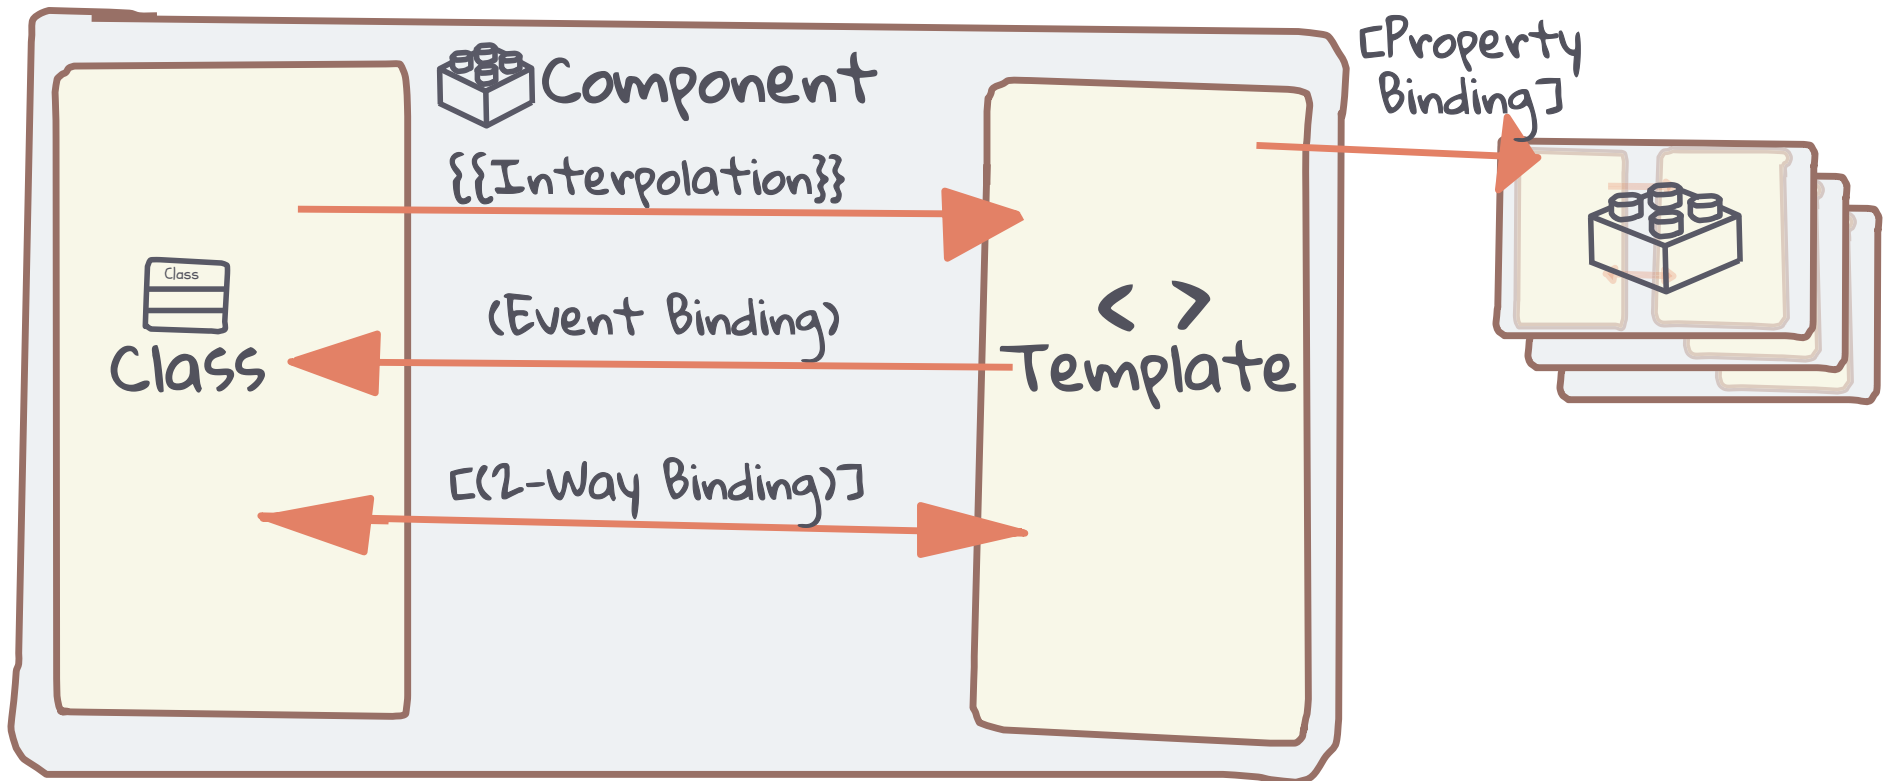 Component
[Property
Binding]
{{Interpolation}}
Class
(Event Binding)
Class
< >
Template
[(2-Way Binding)]